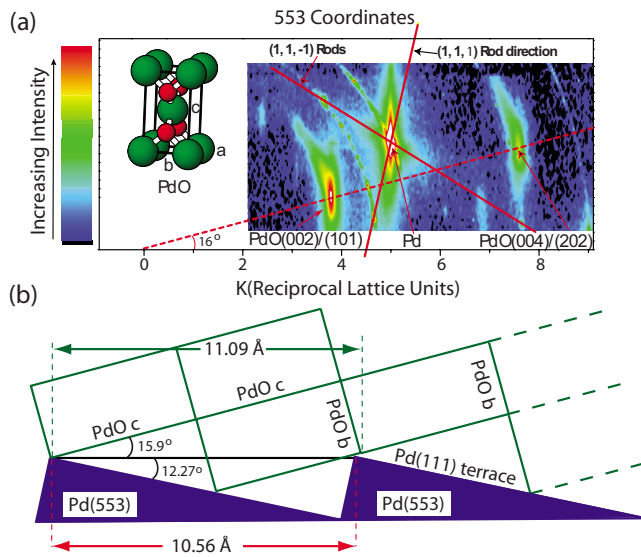 553 Coordinates
(a)
(1, 1, -1) Rods
(1, 1, 1) Rod direction
Increasing Intensity
c
a
b
PdO
16°
PdO(002)/(101)
Pd
PdO(004)/(202)
0
2
4
6
8
K(Reciprocal Lattice Units)
(b)
11.09 Å
PdO c
PdO b
PdO c
PdO b
15.9°
12.27°
Pd(111) terrace
Pd(553)
Pd(553)
10.56 Å